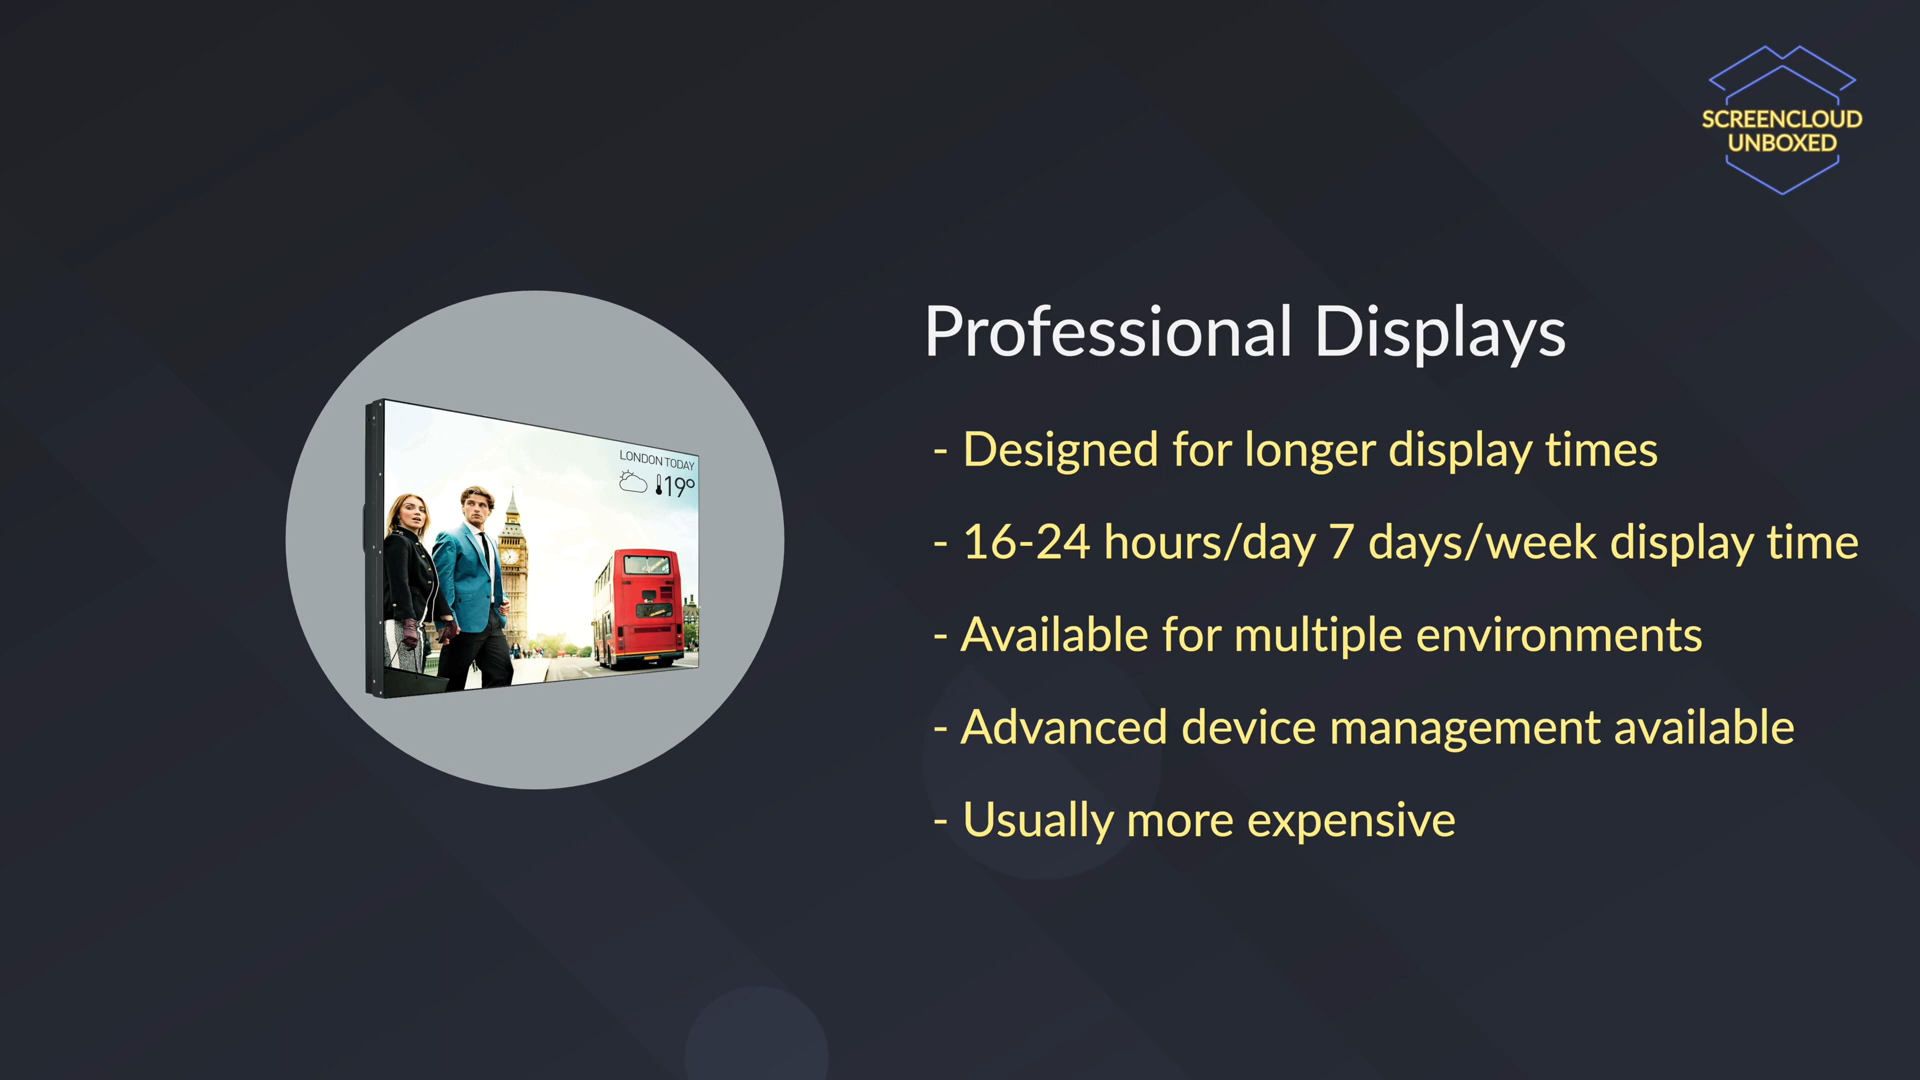 SCREENCLOUD
UNBOXED
Professional Displays
- Designed for longer display times
- 16-24 hours/day 7 days/week display time
- Available for multiple environments
- Advanced device management available
- Usually more expensive
LONDON TODAY
19°